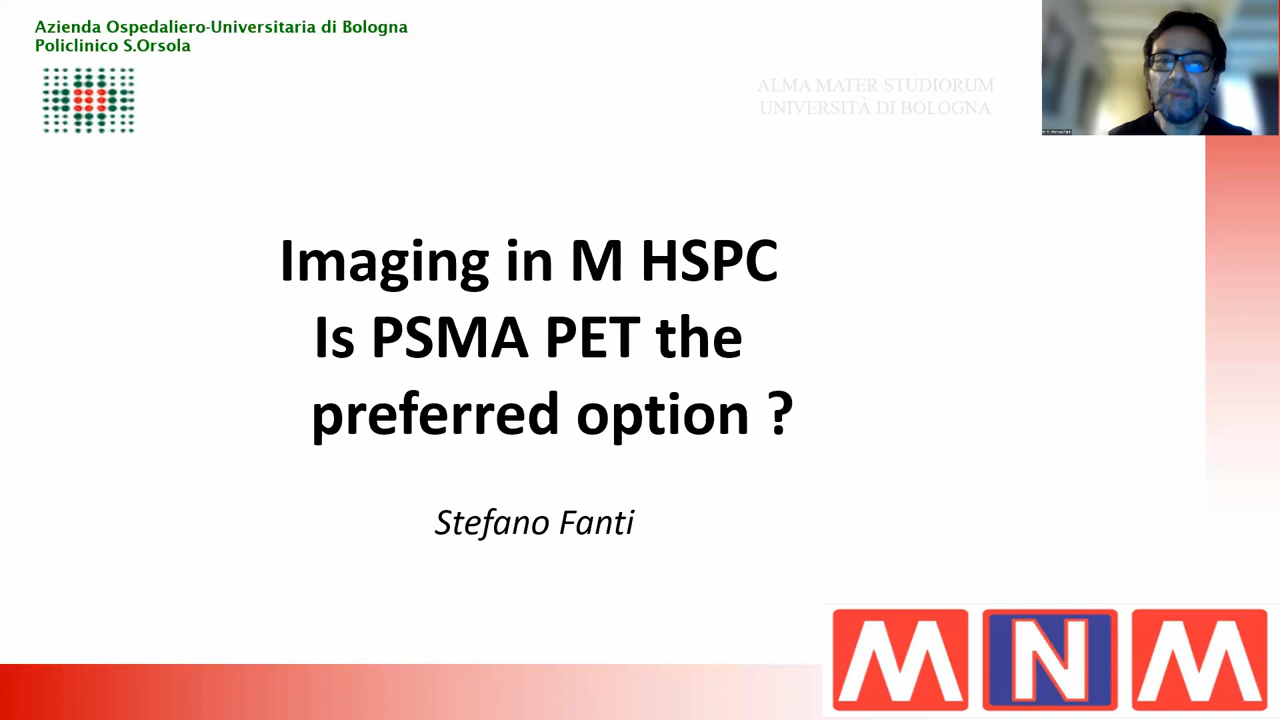 Azienda Ospedaliero-Universitaria di Bologna
Policlinico S.Orsola
ALMA MATER STUDIORUM
UNIVERSITÀ DI BOLOGNA
Imaging in M HSPC
Is PSMA PET the
preferred option ?
Stefano Fanti
MNM